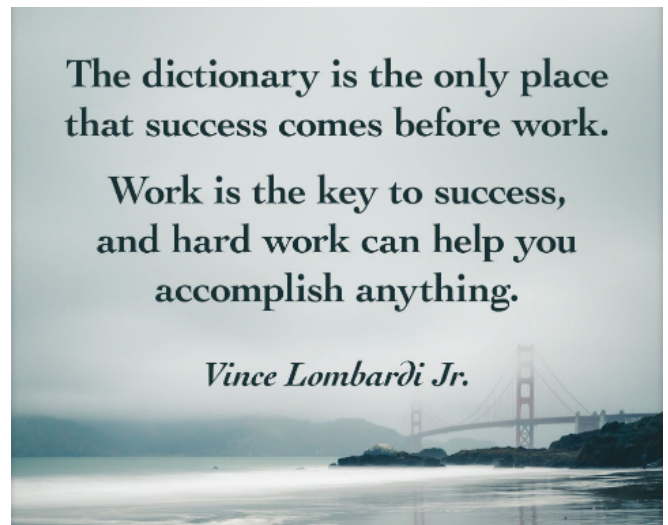 The dictionary is the only place
that success comes before work.
Work is the key to success,
and hard work can help you
accomplish anything.
Vince Lombardi Jr.